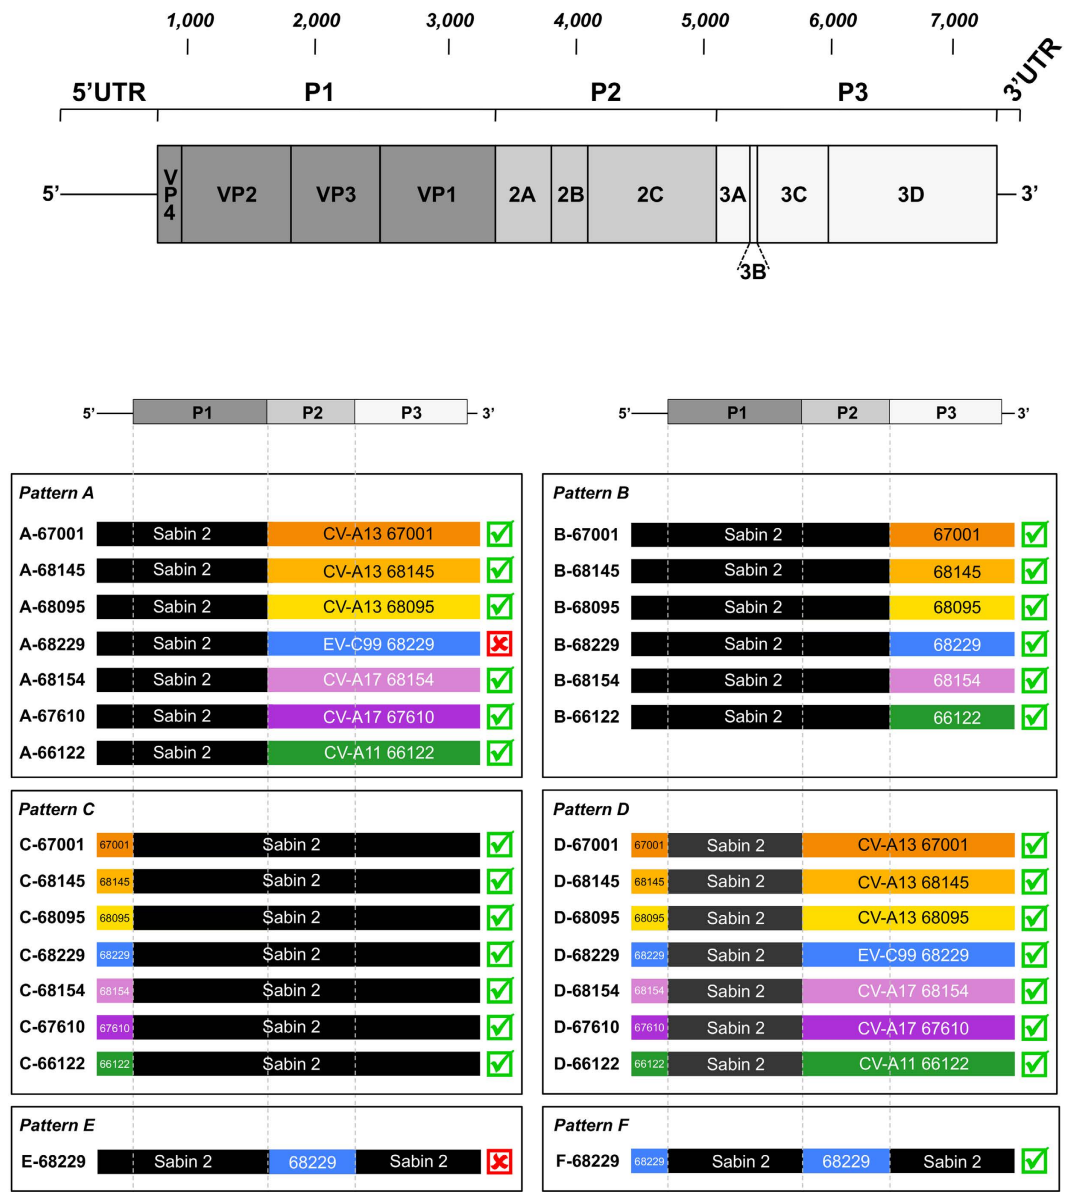 1,000 2,000 3,000 4,000 5,000 6,000 7,000
5’UTR P1 P2 P3 3’UTR
5’ VP4 VP2 VP3 VP1 2A 2B 2C 3A 3C 3D 3’
3B
5’ P1 P2 P3 3’
5’ P1 P2 P3 3’
Pattern A
A-67001 Sabin 2 CV-A13 67001
A-68145 Sabin 2 CV-A13 68145
A-68095 Sabin 2 CV-A13 68095
A-68229 Sabin 2 EV-C99 68229
A-68154 Sabin 2 CV-A17 68154
A-67610 Sabin 2 CV-A17 67610
A-66122 Sabin 2 CV-A11 66122
Pattern B
B-67001 Sabin 2 67001
B-68145 Sabin 2 68145
B-68095 Sabin 2 68095
B-68229 Sabin 2 68229
B-68154 Sabin 2 68154
B-66122 Sabin 2 66122
Pattern C
C-67001 67001 Sabin 2
C-68145 68145 Sabin 2
C-68095 68095 Sabin 2
C-68229 68229 Sabin 2
C-68154 68154 Sabin 2
C-67610 67610 Sabin 2
C-66122 66122 Sabin 2
Pattern D
D-67001 67001 Sabin 2 CV-A13 67001
D-68145 68145 Sabin 2 CV-A13 68145
D-68095 68095 Sabin 2 CV-A13 68095
D-68229 68229 Sabin 2 EV-C99 68229
D-68154 68154 Sabin 2 CV-A17 68154
D-67610 67610 Sabin 2 CV-A17 67610
D-66122 66122 Sabin 2 CV-A11 66122
Pattern E
E-68229 Sabin 2 68229 Sabin 2
Pattern F
F-68229 68229 Sabin 2 68229 Sabin 2